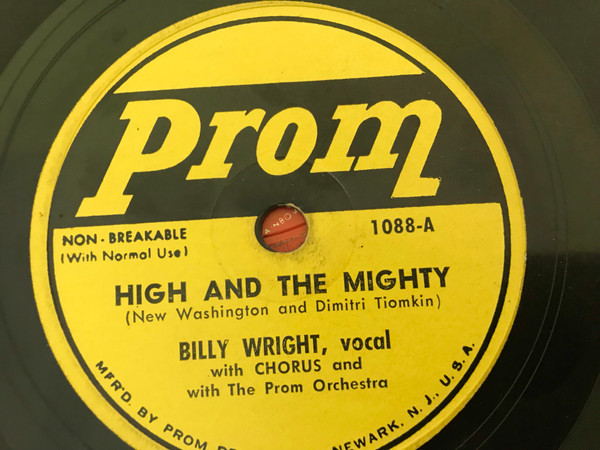 Prom
NON-BREAKABLE
(With Normal Use)
1088-A
HIGH AND THE MIGHTY
(New Washington and Dimitri Tiomkin)
BILLY WRIGHT, vocal
with CHORUS and
with The Prom Orchestra
MFR'D. BY PROM NEWARK, N. J., U. S. A.